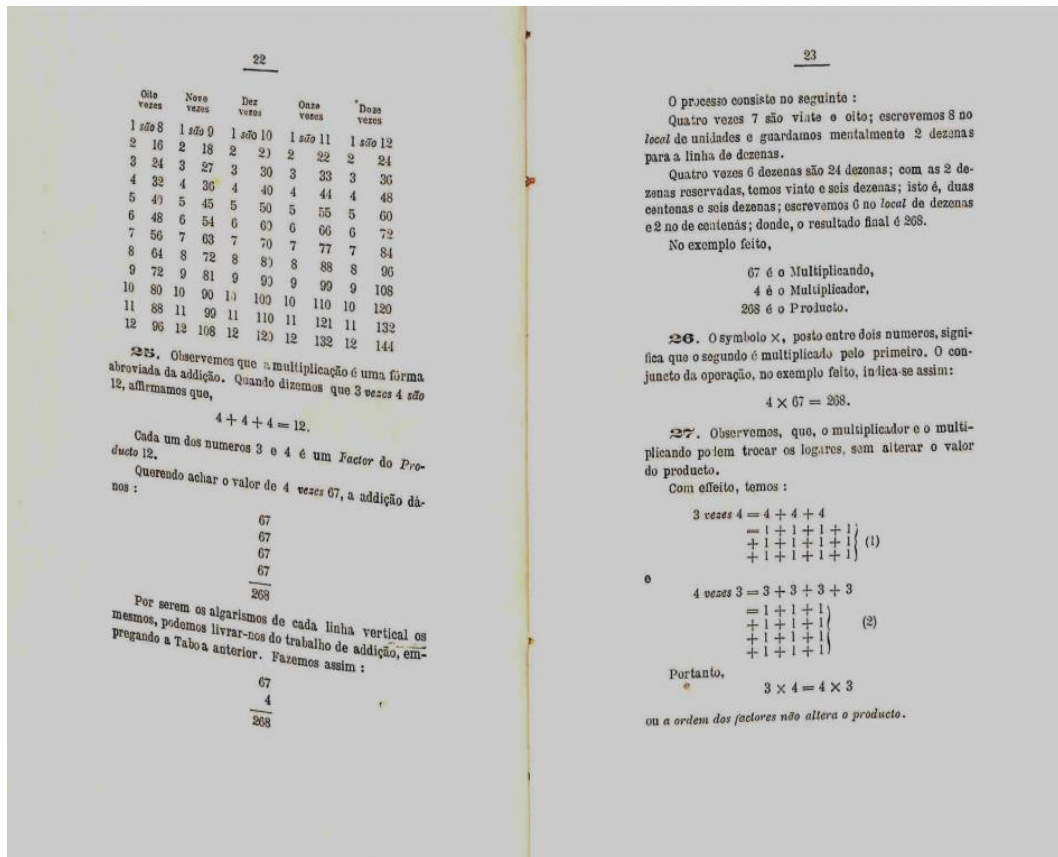 22
Oito vezes Nove vezes Dez vezes Onze vezes Doze vezes
1 são 8 1 são 9 1 são 10 1 são 11 1 são 12
2 16 2 18 2 20 2 22 2 24
3 24 3 27 3 30 3 33 3 36
4 32 4 36 4 40 4 44 4 48
5 40 5 45 5 50 5 55 5 60
6 48 6 54 6 60 6 66 6 72
7 56 7 63 7 70 7 77 7 84
8 64 8 72 8 80 8 88 8 96
9 72 9 81 9 90 9 99 9 108
10 80 10 90 10 100 10 110 10 120
11 88 11 99 11 110 11 121 11 132
12 96 12 108 12 120 12 132 12 144
25. Observemos que a multiplicação é uma fórma
abreviada da addição. Quando dizemos que 3 vezes 4 são
12, affirmamos que,
4 + 4 + 4 = 12.
Cada um dos numeros 3 e 4 é um Factor do Pro-
ducto 12.
Querendo achar o valor de 4 vezes 67, a addição dá-
nos :
67
67
67
67
268
Por serem os algarismos de cada linha vertical os
mesmos, podemos livrar-nos do trabalho de addição, em-
pregando a Taboa anterior. Fazemos assim :
67
4
268
23
O processo consiste no seguinte :
Quatro vezes 7 são vinte e oito; escrevemos 8 no
local de unidades e guardamos mentalmente 2 dezenas
para a linha de dezenas.
Quatro vezes 6 dezenas são 24 dezenas; com as 2 de-
zenas reservadas, temos vinte e seis dezenas; isto é, duas
centenas e seis dezenas; escrevemos 6 no local de dezenas
e 2 no de centenas; donde, o resultado final é 268.
No exemplo feito,
67 é o Multiplicando,
4 é o Multiplicador,
268 é o Producto.
26. O symbolo ×, posto entre dois numeros, signi-
fica que o segundo é multiplicado pelo primeiro. O con-
juncto da operação, no exemplo feito, indica-se assim:
4 × 67 = 268.
27. Observemos, que, o multiplicador e o multi-
plicando podem trocar os logares, sem alterar o valor
do producto.
Com effeito, temos :
3 vezes 4 = 4 + 4 + 4
= 1 + 1 + 1 + 1
+ 1 + 1 + 1 + 1 (1)
+ 1 + 1 + 1 + 1
e
4 vezes 3 = 3 + 3 + 3 + 3
= 1 + 1 + 1
+ 1 + 1 + 1 (2)
+ 1 + 1 + 1
+ 1 + 1 + 1
Portanto,
3 × 4 = 4 × 3
ou a ordem dos factores não altera o producto.